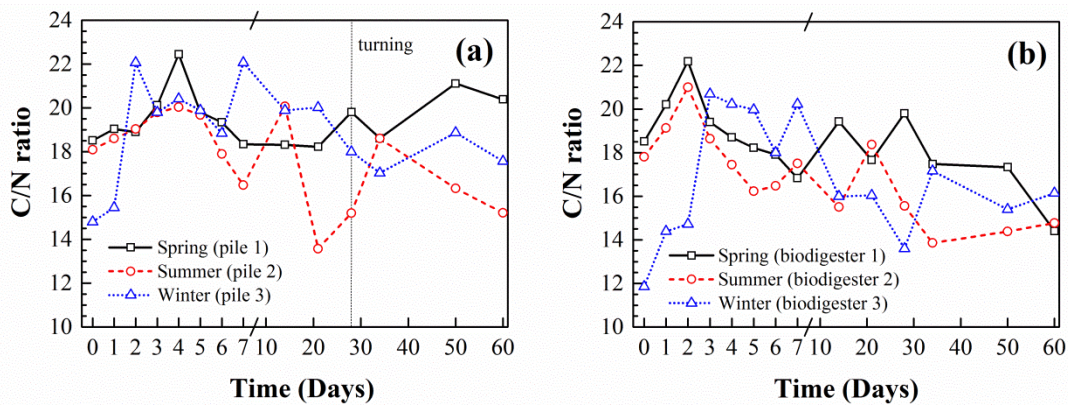 24
22
20
18
16
14
12
10
C/N ratio
(a)
turning
Spring (pile 1)
Summer (pile 2)
Winter (pile 3)
0 1 2 3 4 5 6 7 10 20 30 40 50 60
Time (Days)
24
22
20
18
16
14
12
10
C/N ratio
(b)
Spring (biodigester 1)
Summer (biodigester 2)
Winter (biodigester 3)
0 1 2 3 4 5 6 7 10 20 30 40 50 60
Time (Days)